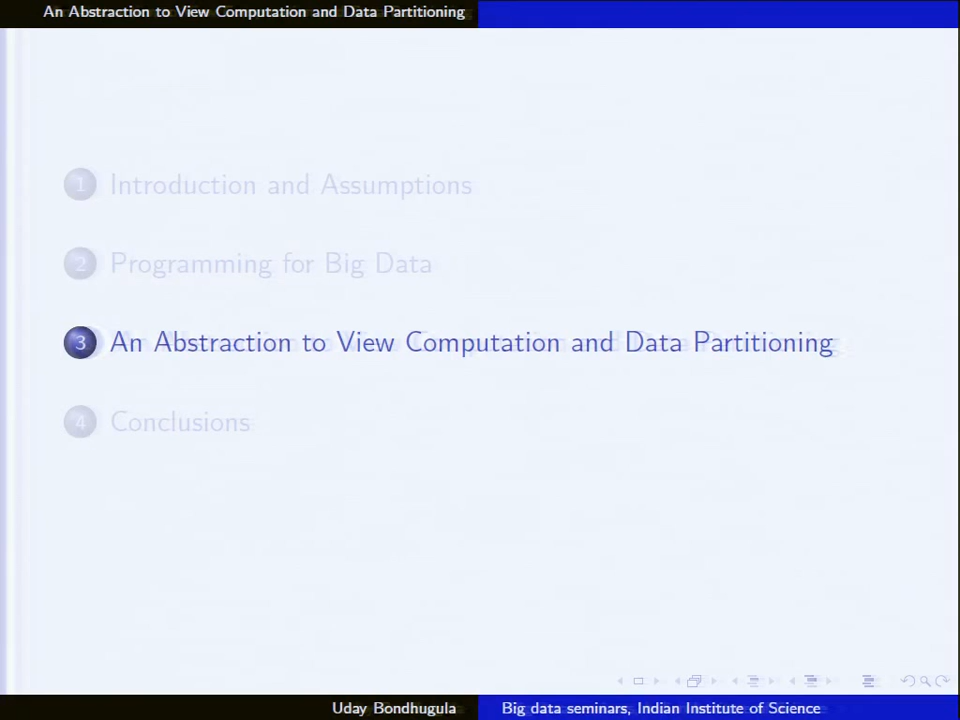 An Abstraction to View Computation and Data Partitioning
1 Introduction and Assumptions
2 Programming for Big Data
3 An Abstraction to View Computation and Data Partitioning
4 Conclusions
Uday Bondhugula Big data seminars, Indian Institute of Science